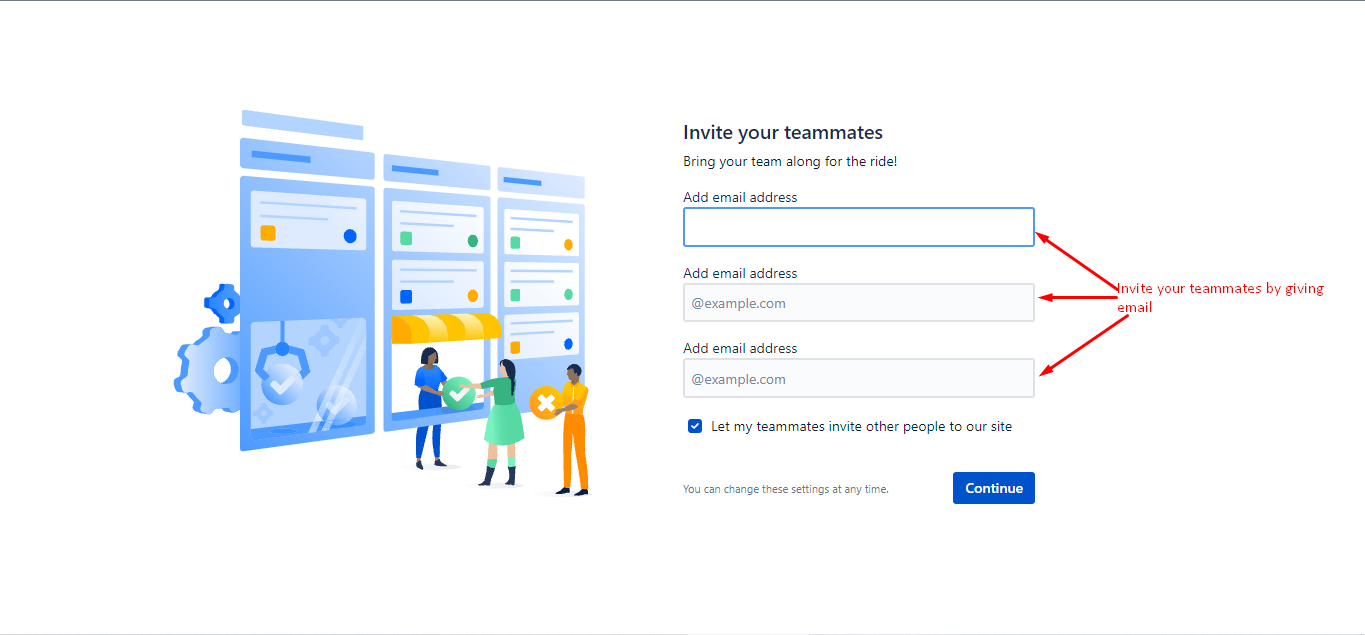 Invite your teammates
Bring your team along for the ride!
Add email address
Add email address
@example.com
Invite your teammates by giving
email
Add email address
@example.com
Let my teammates invite other people to our site
You can change these settings at any time.
Continue